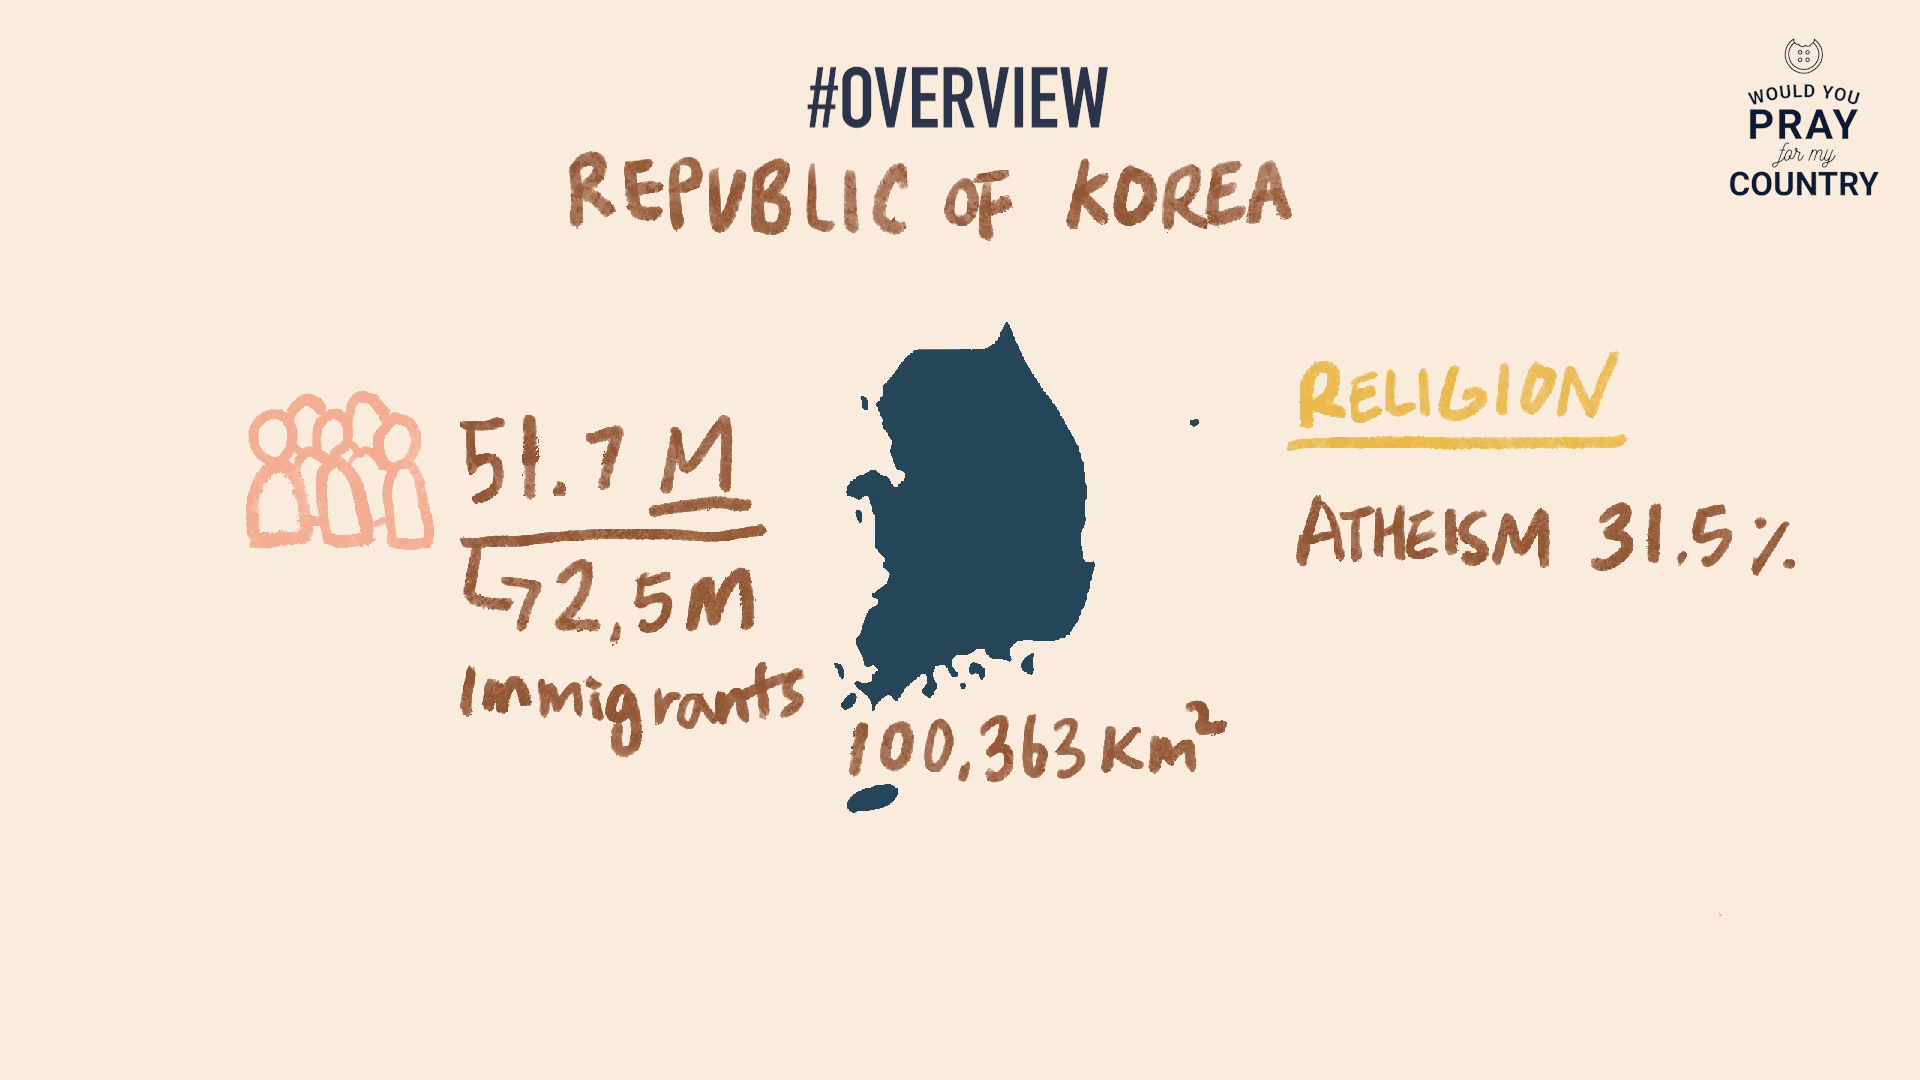 #OVERVIEW
REPUBLIC OF KOREA
WOULD YOU
PRAY
for my
COUNTRY
51.7 M
2,5M
Immigrants
100,363 Km²
RELIGION
ATHEISM 31.5%